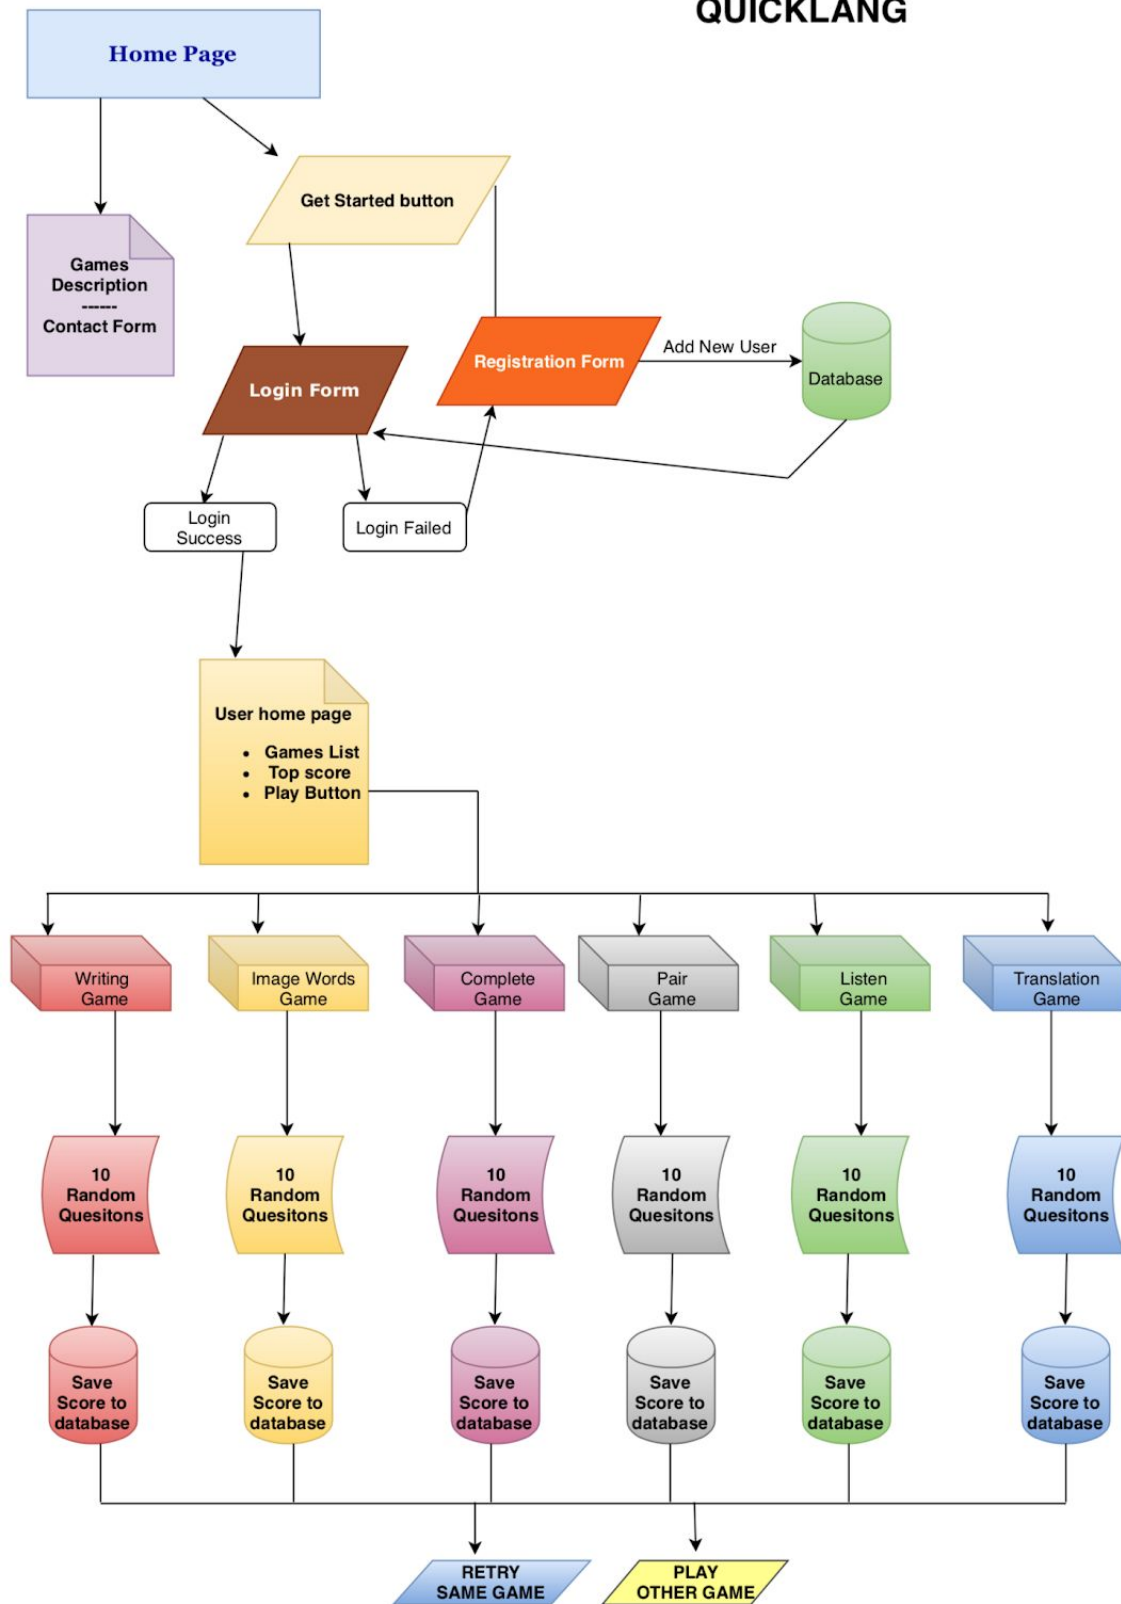 QUICKLANG
Home Page
Get Started button
Games
Description
------
Contact Form
Registration Form
Add New User
Database
Login Form
Login
Success
Login Failed
User home page
• Games List
• Top score
• Play Button
Writing
Game
Image Words
Game
Complete
Game
Pair
Game
Listen
Game
Translation
Game
10
Random
Quesitons
10
Random
Quesitons
10
Random
Quesitons
10
Random
Quesitons
10
Random
Quesitons
10
Random
Quesitons
Save
Score to
database
Save
Score to
database
Save
Score to
database
Save
Score to
database
Save
Score to
database
Save
Score to
database
RETRY
SAME GAME
PLAY
OTHER GAME